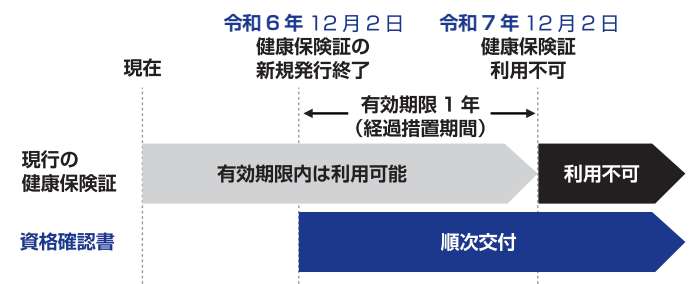 令和6年12月2日
健康保険証の
新規発行終了
令和7年12月2日
健康保険証
利用不可
現在
有効期限1年
(経過措置期間)
現行の
健康保険証
有効期限内は利用可能
利用不可
資格確認書
順次交付